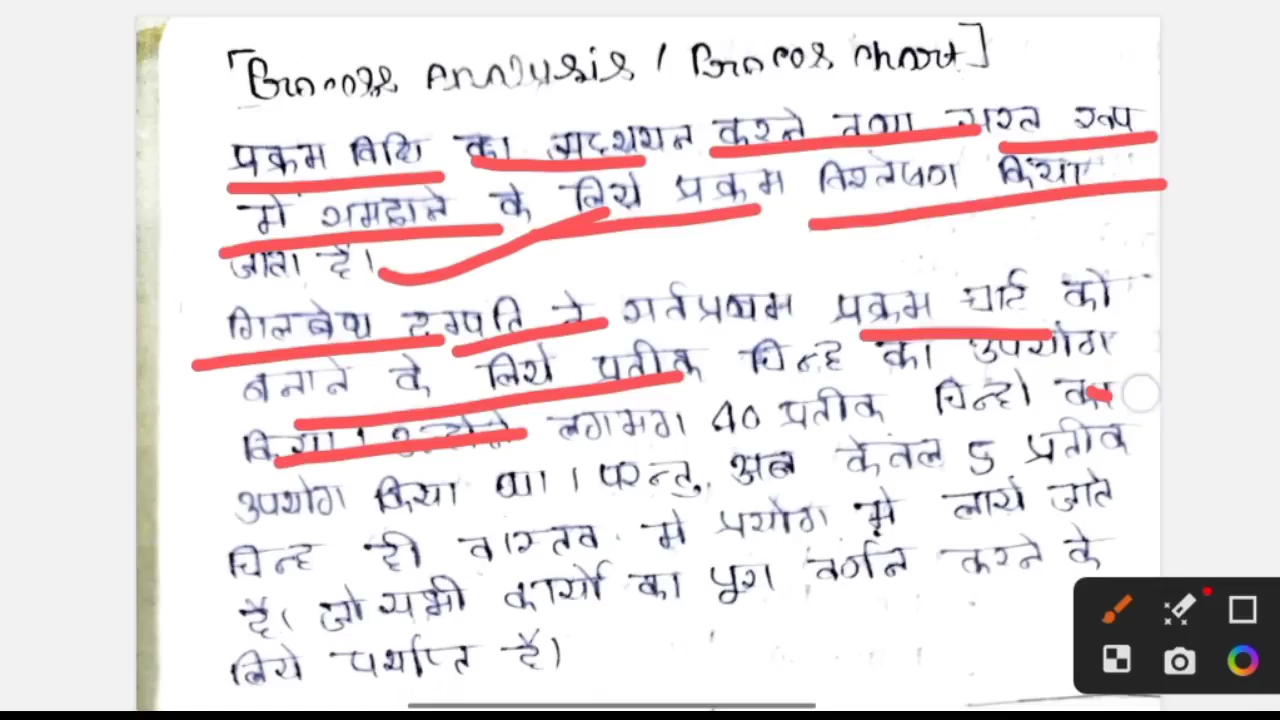 [Process Analysis / Proces chart]
प्रक्रम विधि का अध्ययन करने तथा सरल रूप
में समझाने के लिये प्रक्रम विश्लेषण किया
जाता है।
गिलब्रेथ दम्पति ने सर्वप्रथम प्रक्रम चार्ट को
बनाने के लिये प्रतीक चिन्ह का उपयोग
किया। उन्होंने लगभग 40 प्रतीक चिन्हो का
उपयोग किया था। परन्तु, अब केवल 5 प्रतीक
चिन्ह ही वास्तव में प्रयोग में लाये जाते
है। जो सभी कार्यो का पूरा वर्णन करने के
लिये पर्याप्त है।